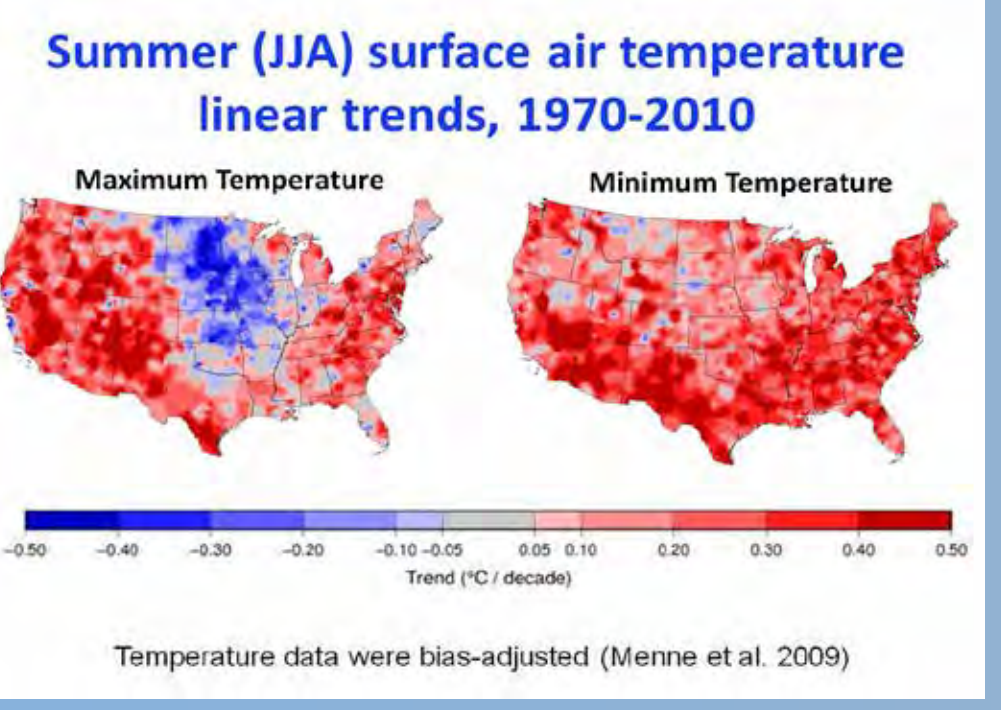 Summer (JJA) surface air temperature
linear trends, 1970-2010
Maximum Temperature
Minimum Temperature
−0.50 −0.40 −0.30 −0.20 −0.10 −0.05 0.05 0.10 0.20 0.30 0.40 0.50
Trend (°C / decade)
Temperature data were bias-adjusted (Menne et al. 2009)